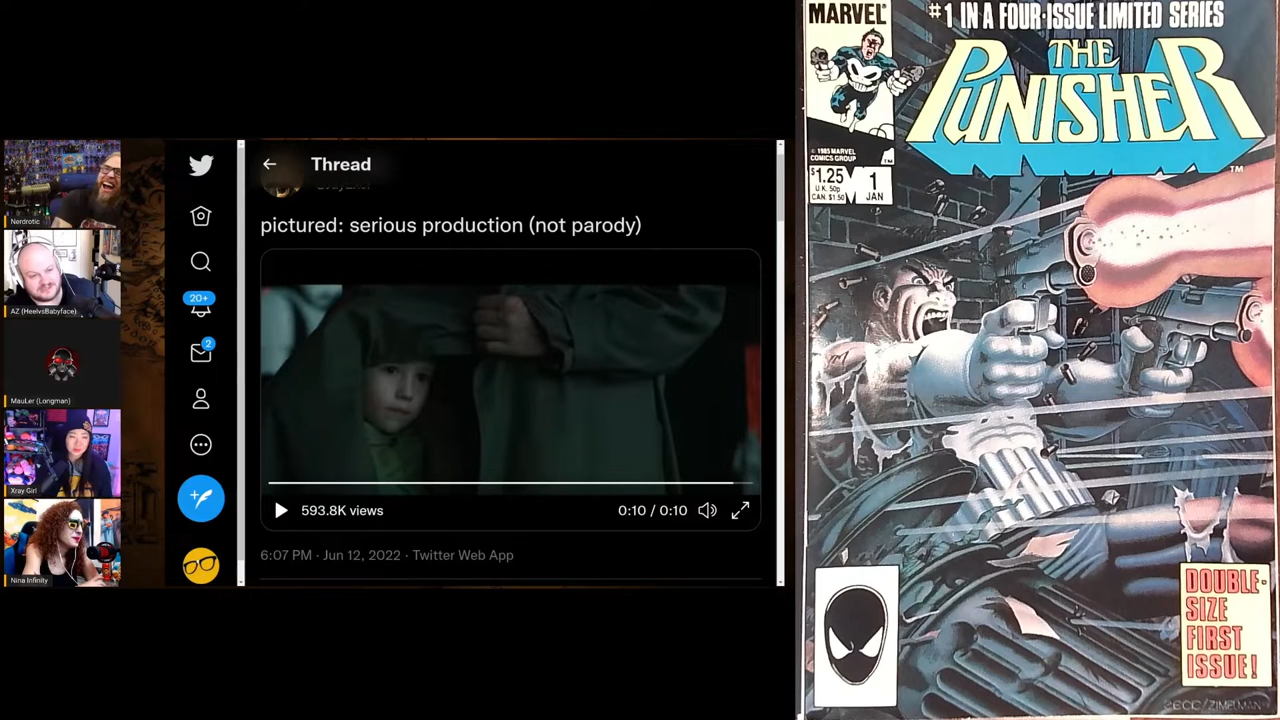 Nerdrotic
AZ (HeelvsBabyface)
MauLer (Longman)
Xray Girl
Nina Infinity
20+
2
Thread
pictured: serious production (not parody)
593.8K views
0:10 / 0:10
6:07 PM · Jun 12, 2022 · Twitter Web App
MARVEL
#1 IN A FOUR-ISSUE LIMITED SERIES
THE
PUNISHER
TM
© 1985 MARVEL
COMICS GROUP
TM
$1.25
U.K. 50p
CAN. $1.50
1
JAN
DOUBLE-
SIZE
FIRST
ISSUE!
ZIMELMAN